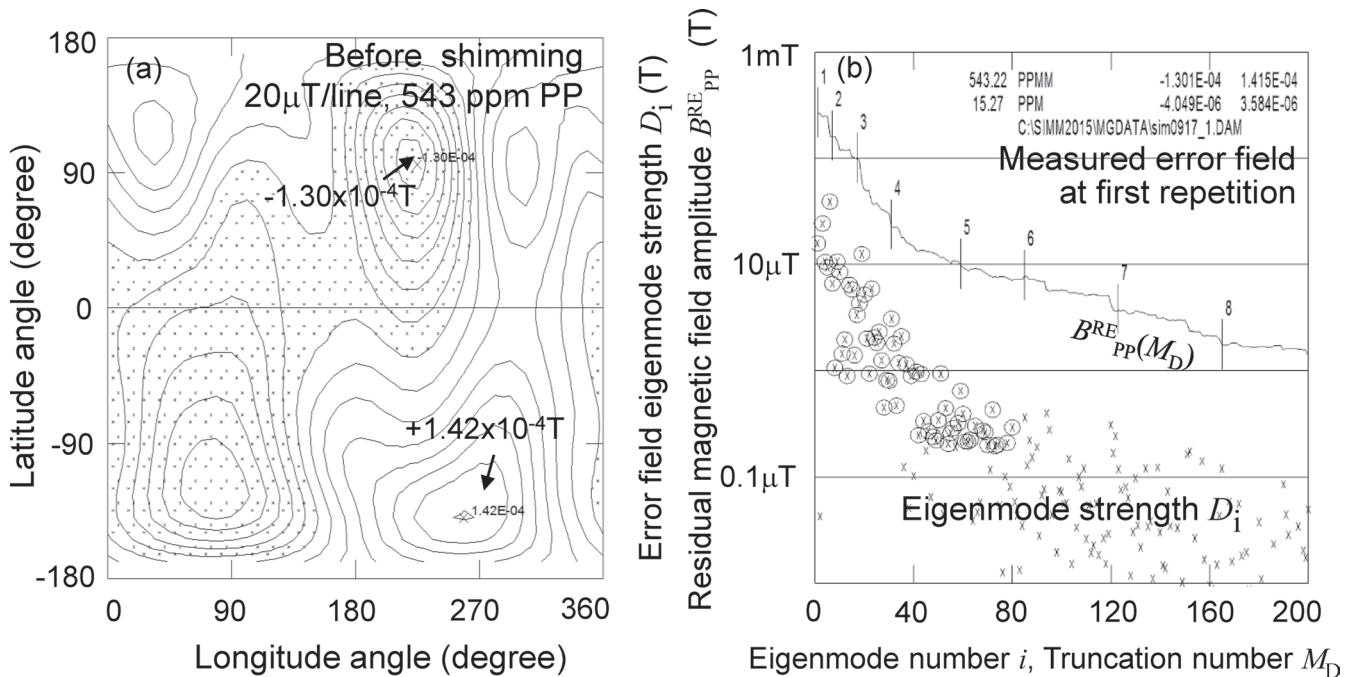 180
90
0
-90
-180
Latitude angle (degree)
(a)
Before shimming
20μT/line, 543 ppm PP
-1.30E-04
-1.30x10-4T
+1.42x10-4T
1.42E-04
0 90 180 270 360
Longitude angle (degree)
Error field eigenmode strength Di (T)
Residual magnetic field amplitude BREPP (T)
1mT
10μT
0.1μT
(b)
543.22 PPMM -1.301E-04 1.415E-04
15.27 PPM -4.049E-06 3.584E-06
C:\SIMM2015\MGDATA\sim0917_1.DAM
Measured error field
at first repetition
1
2
3
4
5
6
7
8
BREPP(MD)
Eigenmode strength Di
0 40 80 120 160 200
Eigenmode number i, Truncation number MD